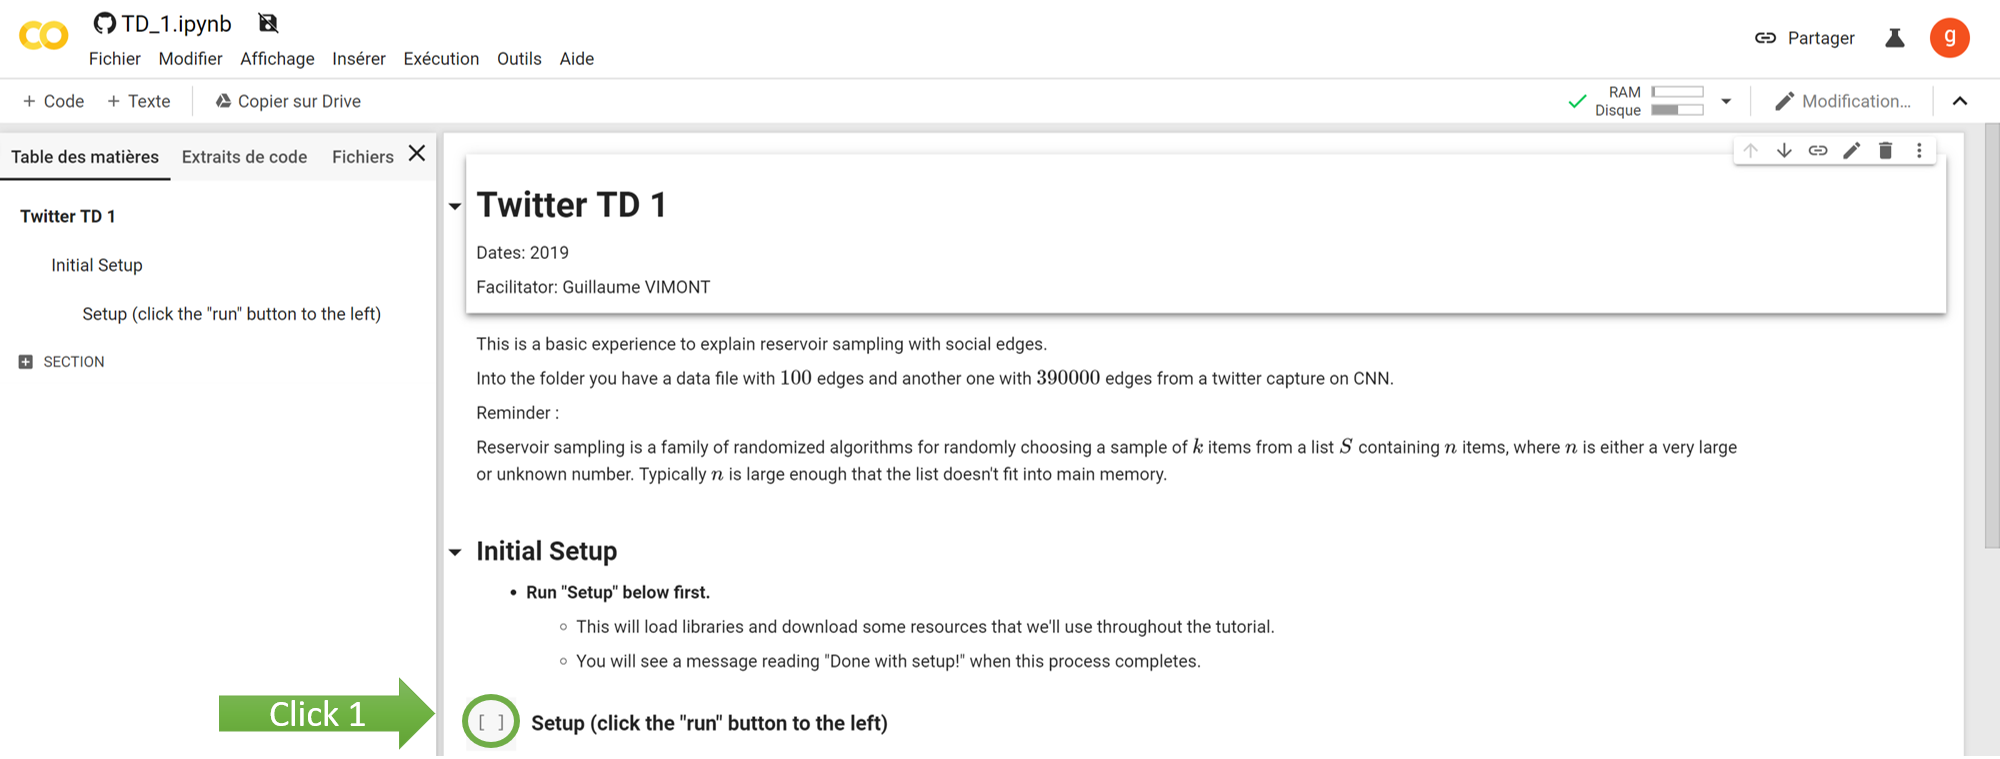 TD_1.ipynb
Fichier Modifier Affichage Insérer Exécution Outils Aide
Partager
g
+ Code + Texte Copier sur Drive
RAM
Disque
Modification...
Table des matières Extraits de code Fichiers
Twitter TD 1
Initial Setup
Setup (click the "run" button to the left)
SECTION
Twitter TD 1
Dates: 2019
Facilitator: Guillaume VIMONT
This is a basic experience to explain reservoir sampling with social edges.
Into the folder you have a data file with 100 edges and another one with 390000 edges from a twitter capture on CNN.
Reminder :
Reservoir sampling is a family of randomized algorithms for randomly choosing a sample of k items from a list S containing n items, where n is either a very large
or unknown number. Typically n is large enough that the list doesn't fit into main memory.
Initial Setup
• Run "Setup" below first.
◦ This will load libraries and download some resources that we'll use throughout the tutorial.
◦ You will see a message reading "Done with setup!" when this process completes.
Click 1
[ ] Setup (click the "run" button to the left)